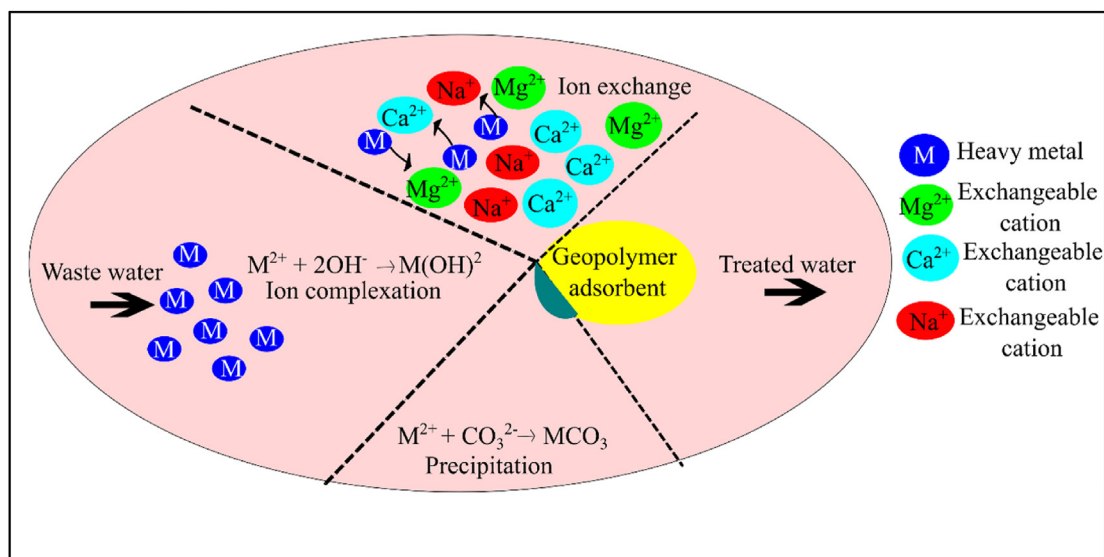 Ion exchange
Na⁺
Mg²⁺
Ca²⁺
M
M
Ca²⁺
Mg²⁺
M
Na⁺
Ca²⁺
Mg²⁺
Na⁺
Ca²⁺
Waste water
M
M
M
M
M
M
M
M²⁺ + 2OH⁻ → M(OH)²
Ion complexation
Geopolymer
adsorbent
Treated water
M²⁺ + CO₃²⁻ → MCO₃
Precipitation
M Heavy metal
Mg²⁺ Exchangeable
cation
Ca²⁺ Exchangeable
cation
Na⁺ Exchangeable
cation